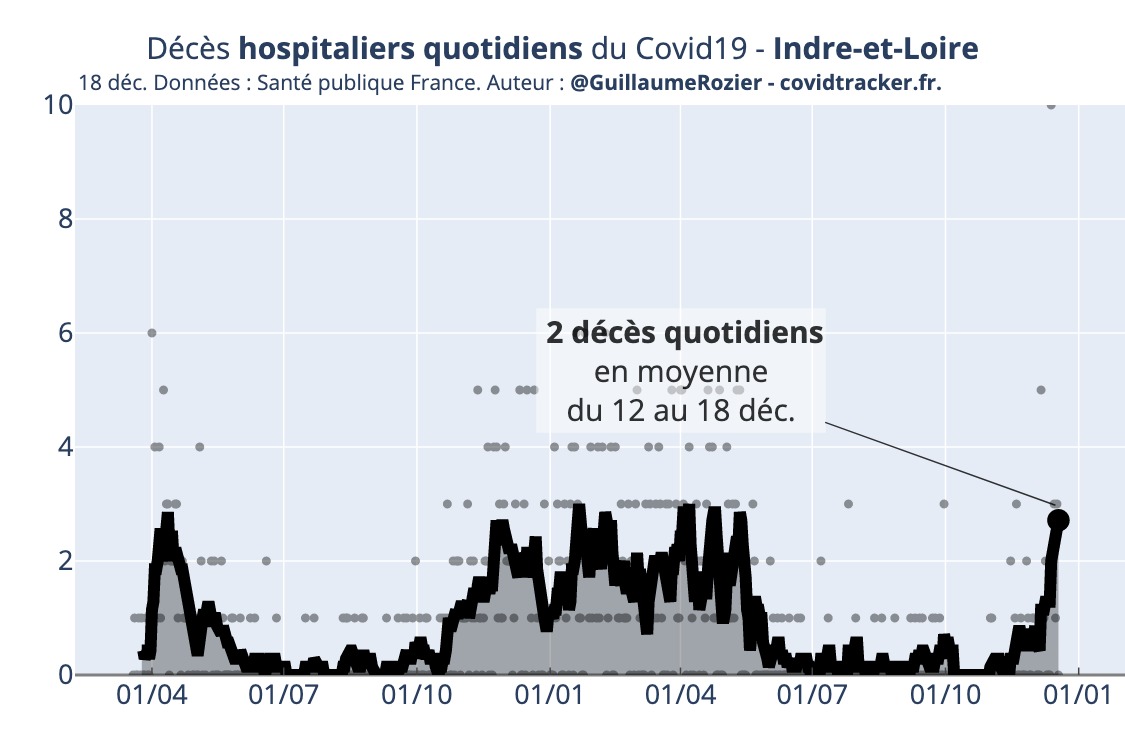 Décès hospitaliers quotidiens du Covid19 - Indre-et-Loire
18 déc. Données : Santé publique France. Auteur : @GuillaumeRozier - covidtracker.fr.
10
8
6
4
2
0
2 décès quotidiens
en moyenne
du 12 au 18 déc.
01/04 01/07 01/10 01/01 01/04 01/07 01/10 01/01